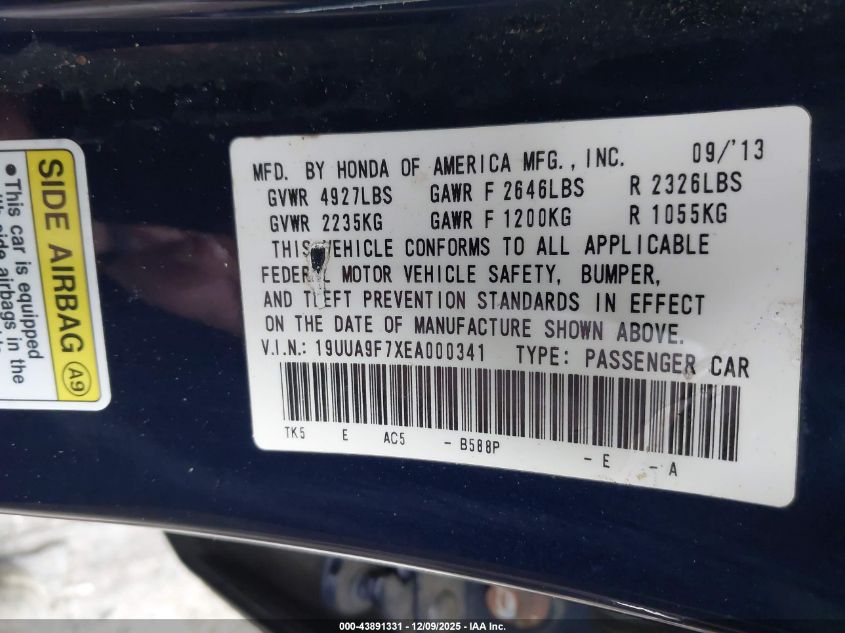 MFD. BY HONDA OF AMERICA MFG., INC. 09/'13
GVWR 4927LBS GAWR F 2646LBS R 2326LBS
GVWR 2235KG GAWR F 1200KG R 1055KG
THIS VEHICLE CONFORMS TO ALL APPLICABLE
FEDERAL MOTOR VEHICLE SAFETY, BUMPER,
AND THEFT PREVENTION STANDARDS IN EFFECT
ON THE DATE OF MANUFACTURE SHOWN ABOVE.
V.I.N.: 19UUA9F7XEA000341 TYPE: PASSENGER CAR
TK5 E AC5 - B588P - E - A
SIDE AIRBAG A9
• This car is equipped
side airbags in the
000-43891331 - 12/09/2025 - IAA Inc.